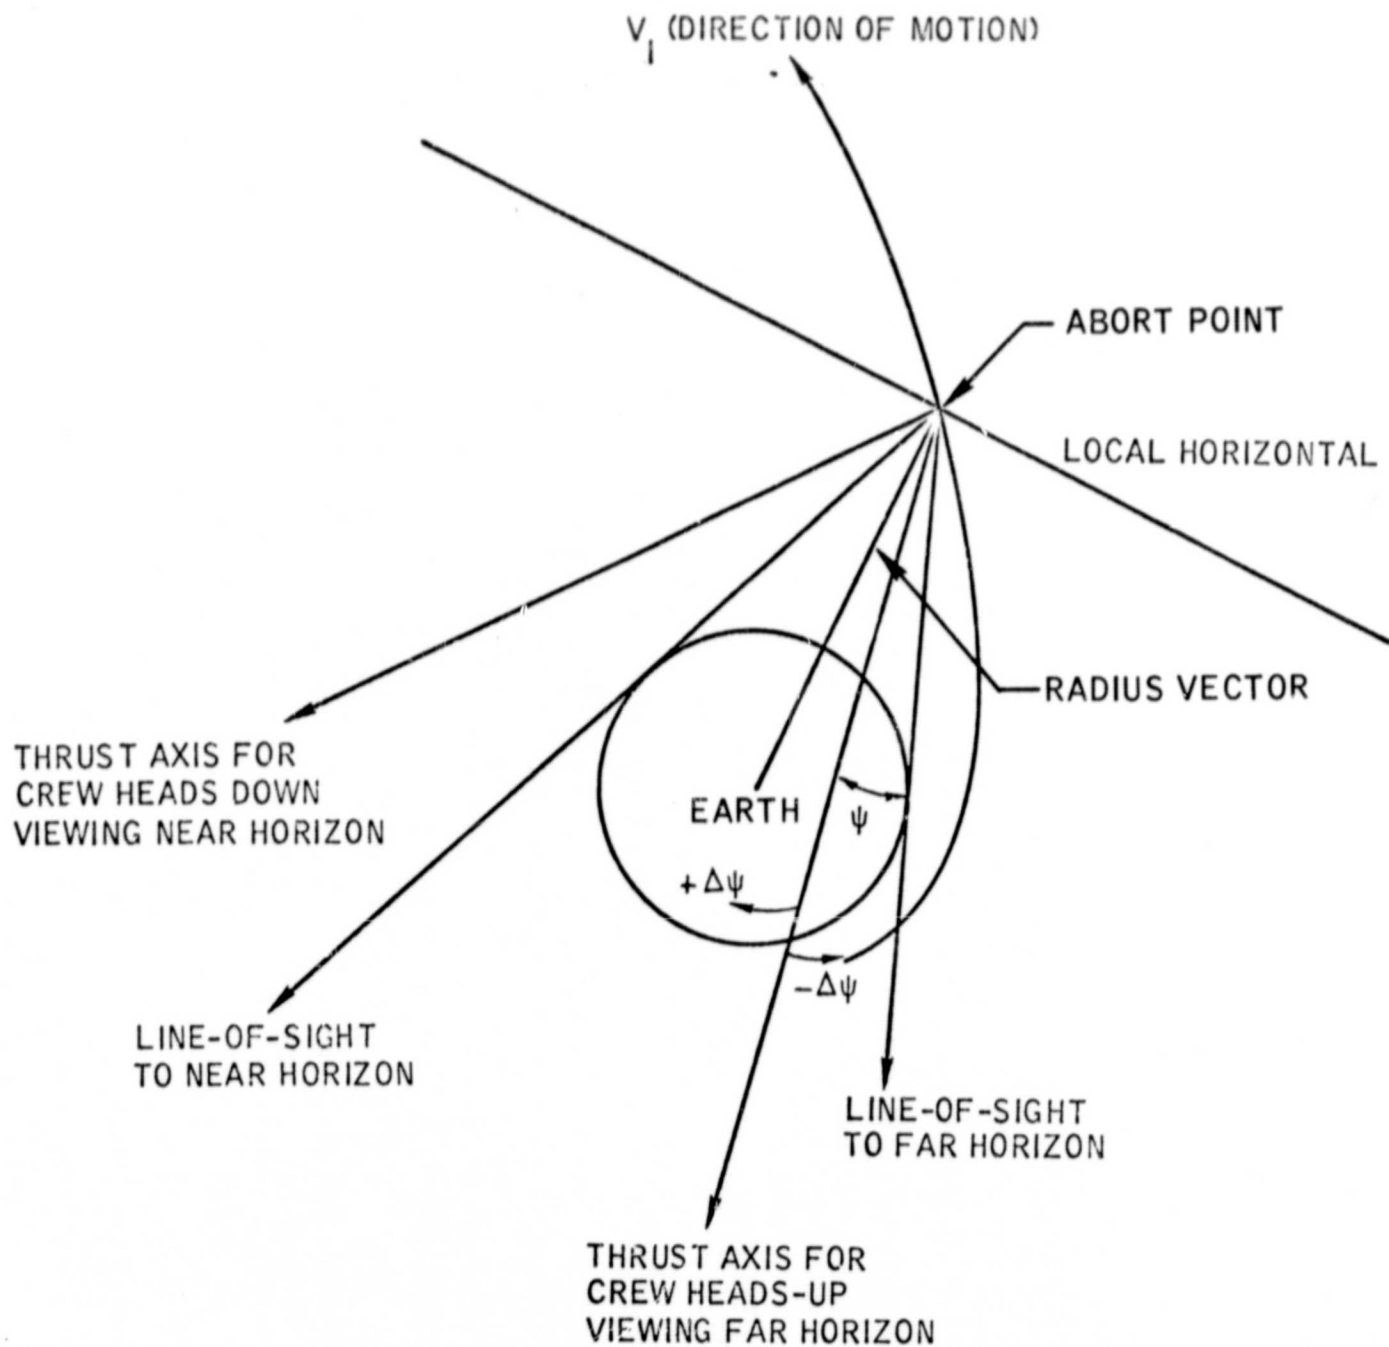 V₁ (DIRECTION OF MOTION)
ABORT POINT
LOCAL HORIZONTAL
RADIUS VECTOR
THRUST AXIS FOR
CREW HEADS DOWN
VIEWING NEAR HORIZON
EARTH
ψ
+Δψ
-Δψ
LINE-OF-SIGHT
TO NEAR HORIZON
LINE-OF-SIGHT
TO FAR HORIZON
THRUST AXIS FOR
CREW HEADS-UP
VIEWING FAR HORIZON